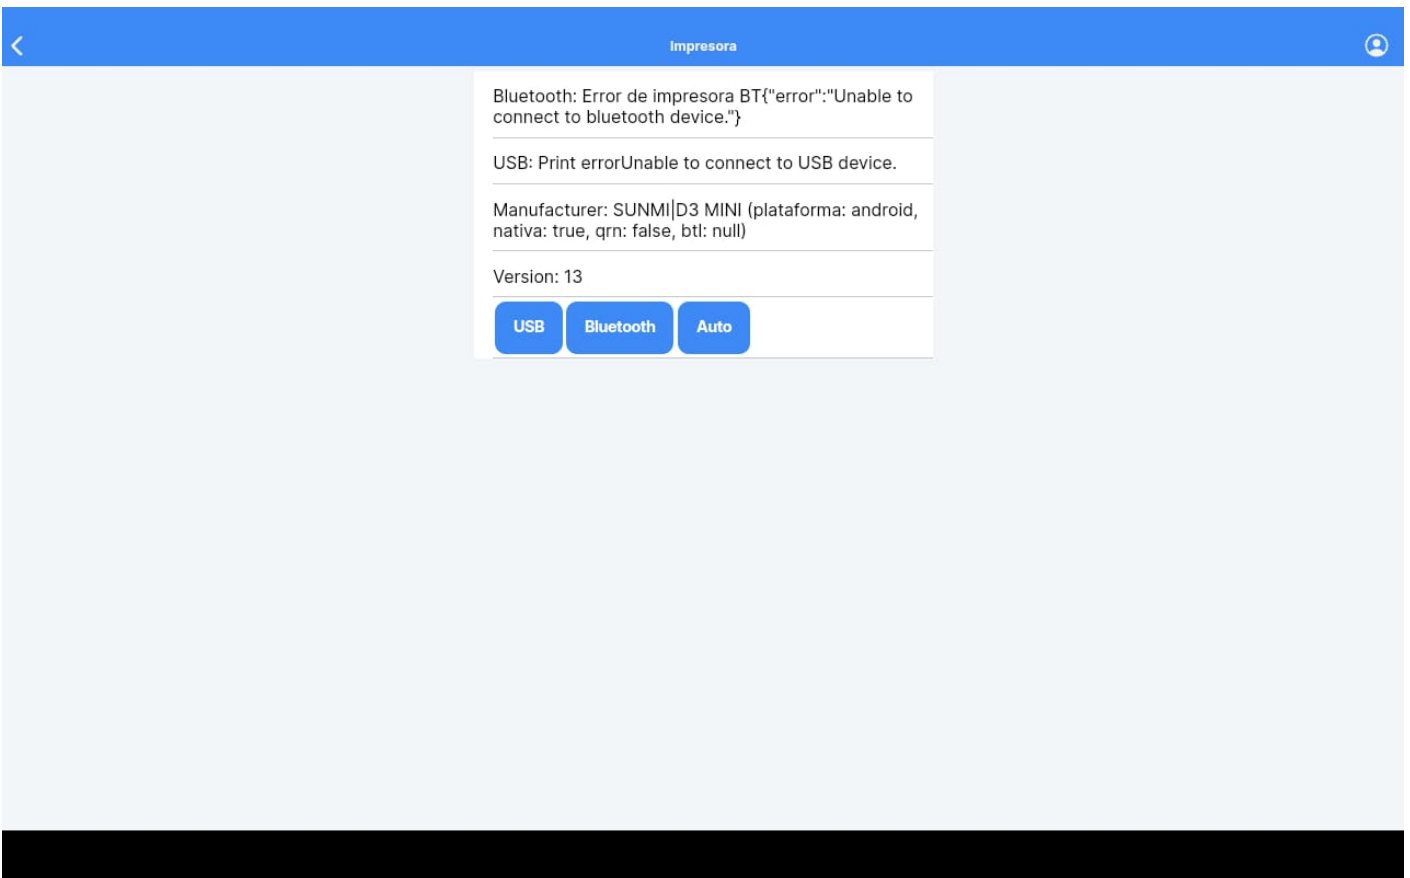 Impresora
Bluetooth: Error de impresora BT{"error":"Unable to
connect to bluetooth device."}
USB: Print errorUnable to connect to USB device.
Manufacturer: SUNMI|D3 MINI (plataforma: android,
nativa: true, qrn: false, btl: null)
Version: 13
USB Bluetooth Auto